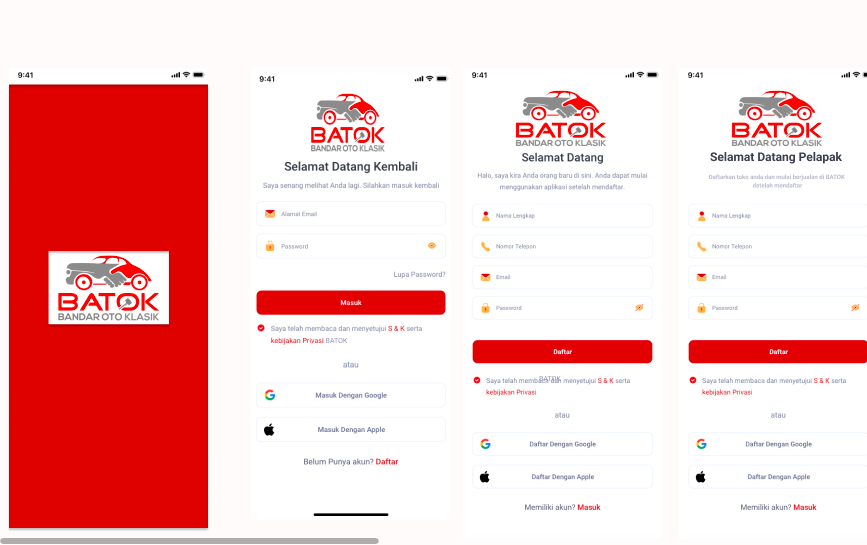 9:41
BATOK
BANDAR OTO KLASIK
9:41
BATOK
BANDAR OTO KLASIK
Selamat Datang Kembali
Saya senang melihat Anda lagi. Silahkan masuk kembali
Alamat Email
Password
Lupa Password?
Masuk
Saya telah membaca dan menyetujui S & K serta
kebijakan Privasi BATOK
atau
Masuk Dengan Google
Masuk Dengan Apple
Belum Punya akun? Daftar
9:41
BATOK
BANDAR OTO KLASIK
Selamat Datang
Halo, saya kira Anda orang baru di sini. Anda dapat mulai
menggunakan aplikasi setelah mendaftar.
Nama Lengkap
Nomor Telepon
Email
Password
Daftar
BATOK
Saya telah membaca dan menyetujui S & K serta
kebijakan Privasi
atau
Daftar Dengan Google
Daftar Dengan Apple
Memiliki akun? Masuk
9:41
BATOK
BANDAR OTO KLASIK
Selamat Datang Pelapak
Daftarkan toko anda dan mulai berjualan di BATOK
setelah mendaftar
Nama Lengkap
Nomor Telepon
Email
Password
Daftar
Saya telah membaca dan menyetujui S & K serta
kebijakan Privasi
atau
Daftar Dengan Google
Daftar Dengan Apple
Memiliki akun? Masuk